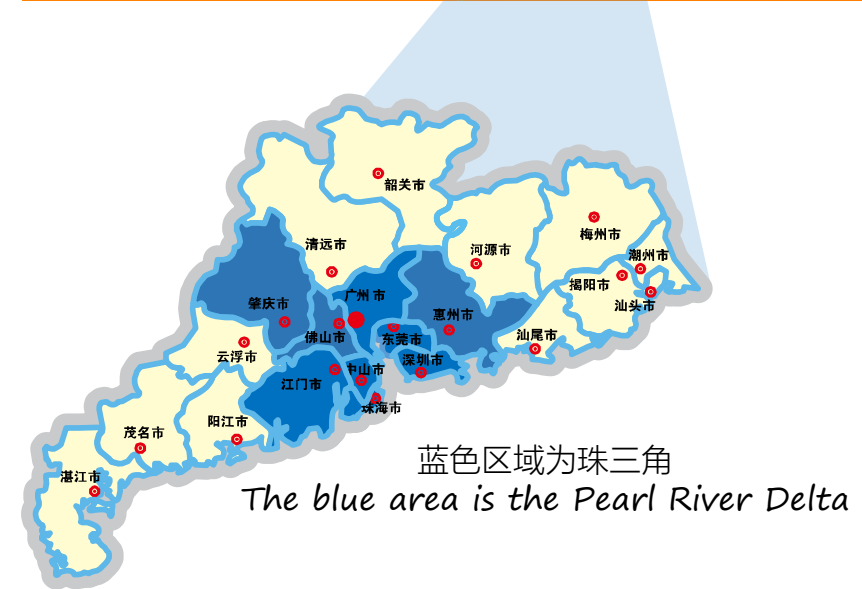 韶关市
梅州市
清远市
河源市
潮州市
揭阳市
肇庆市
广州市
汕头市
惠州市
佛山市
东莞市
汕尾市
云浮市
深圳市
中山市
江门市
珠海市
阳江市
茂名市
湛江市
蓝色区域为珠三角
The blue area is the Pearl River Delta